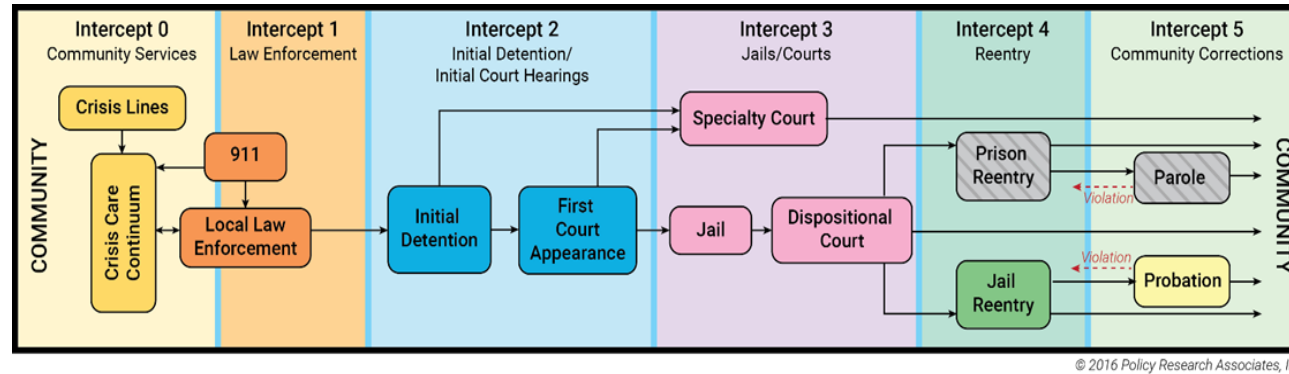 Intercept 0
Community Services
Intercept 1
Law Enforcement
Intercept 2
Initial Detention/
Initial Court Hearings
Intercept 3
Jails/Courts
Intercept 4
Reentry
Intercept 5
Community Corrections
COMMUNITY
Crisis Lines
Crisis Care
Continuum
911
Local Law
Enforcement
Initial
Detention
First
Court
Appearance
Specialty Court
Jail
Dispositional
Court
Prison
Reentry
Violation
Parole
Jail
Reentry
Violation
Probation
COMMUNITY
© 2016 Policy Research Associates, I